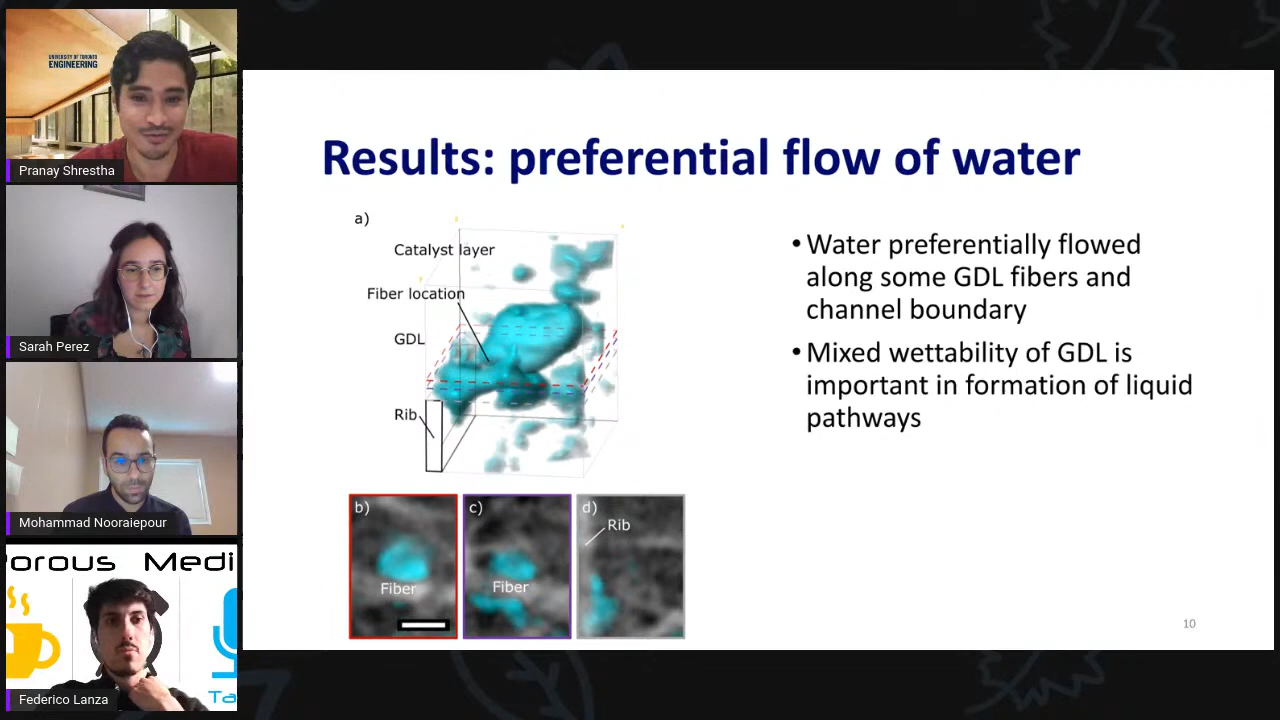 UNIVERSITY OF TORONTO
ENGINEERING
Pranay Shrestha
Sarah Perez
Mohammad Nooraiepour
orous Medi
Ta
Federico Lanza
Results: preferential flow of water
a)
Catalyst layer
Fiber location
GDL
Rib
b)
Fiber
c)
Fiber
d)
Rib
• Water preferentially flowed
along some GDL fibers and
channel boundary
• Mixed wettability of GDL is
important in formation of liquid
pathways
10